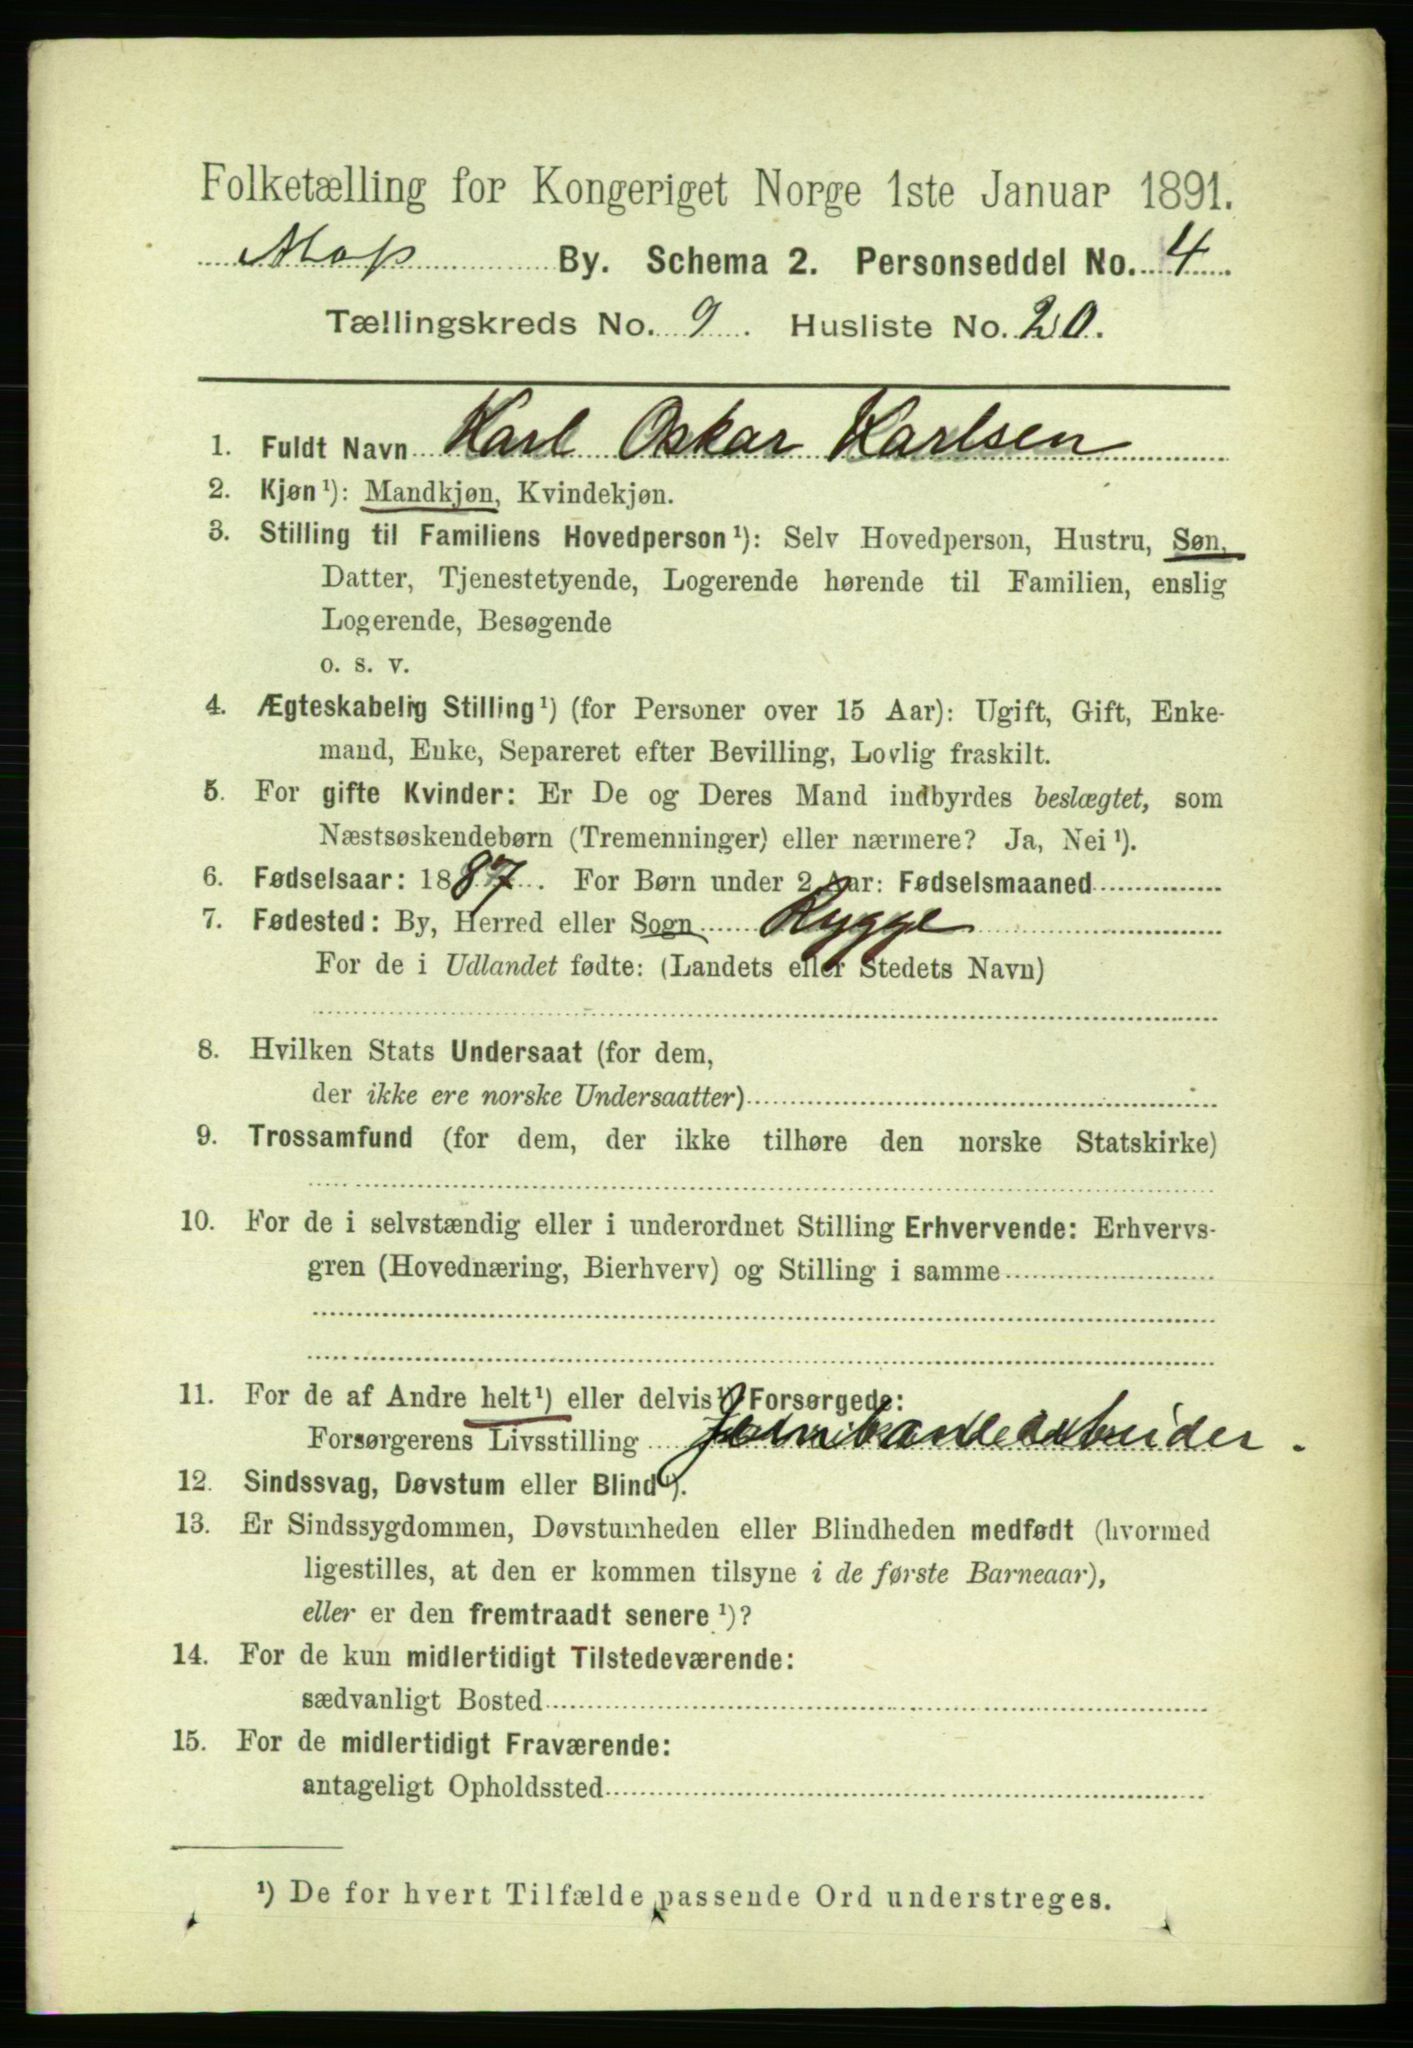 Folketælling for Kongeriget Norge 1ste Januar 1891.
Moss By. Schema 2. Personseddel No. 4
Tællingskreds No. 9. Husliste No. 20.
1. Fuldt Navn Karl Oskar Karlsen
2. Kjøn¹): Mandkjøn, Kvindekjøn.
3. Stilling til Familiens Hovedperson¹): Selv Hovedperson, Hustru, Søn,
Datter, Tjenestetyende, Logerende hørende til Familien, enslig
Logerende, Besøgende
o. s. v.
4. Ægteskabelig Stilling¹) (for Personer over 15 Aar): Ugift, Gift, Enke-
mand, Enke, Separeret efter Bevilling, Lovlig fraskilt.
5. For gifte Kvinder: Er De og Deres Mand indbyrdes beslægtet, som
Næstsøskendebørn (Tremenninger) eller nærmere? Ja, Nei¹).
6. Fødselsaar: 1887. For Børn under 2 Aar: Fødselsmaaned
7. Fødested: By, Herred eller Sogn Rygge
For de i Udlandet fødte: (Landets eller Stedets Navn)
8. Hvilken Stats Undersaat (for dem,
der ikke ere norske Undersaatter)
9. Trossamfund (for dem, der ikke tilhøre den norske Statskirke)
10. For de i selvstændig eller i underordnet Stilling Erhvervende: Erhvervs-
gren (Hovednæring, Bierhverv) og Stilling i samme
11. For de af Andre helt¹) eller delvis¹) Forsørgede:
Forsørgerens Livsstilling Jernbanearbeider.
12. Sindssvag, Døvstum eller Blind¹).
13. Er Sindssygdommen, Døvstumheden eller Blindheden medfødt (hvormed
ligestilles, at den er kommen tilsyne i de første Barneaar),
eller er den fremtraadt senere¹)?
14. For de kun midlertidigt Tilstedeværende:
sædvanligt Bosted
15. For de midlertidigt Fraværende:
antageligt Opholdssted
¹) De for hvert Tilfælde passende Ord understreges.